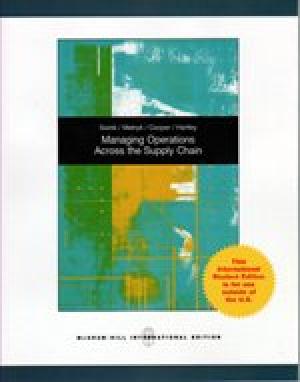 Swink / Melnyk / Cooper / Hartley
Managing Operations
Across the Supply Chain
This
International
Student Edition
is for use
outside of
the U.S.
McGRAW-HILL INTERNATIONAL EDITION